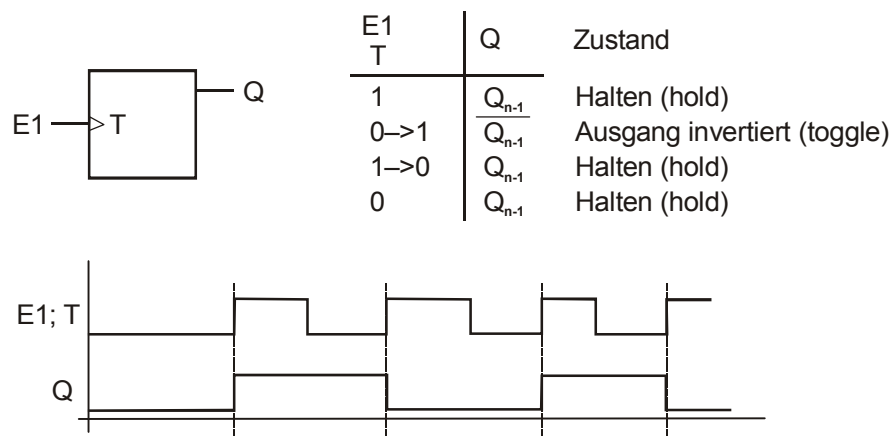 E1
T
Q
Zustand
1
Qn-1
Halten (hold)
0–>1
Qn-1
Ausgang invertiert (toggle)
1–>0
Qn-1
Halten (hold)
0
Qn-1
Halten (hold)
E1
T
Q
E1; T
Q